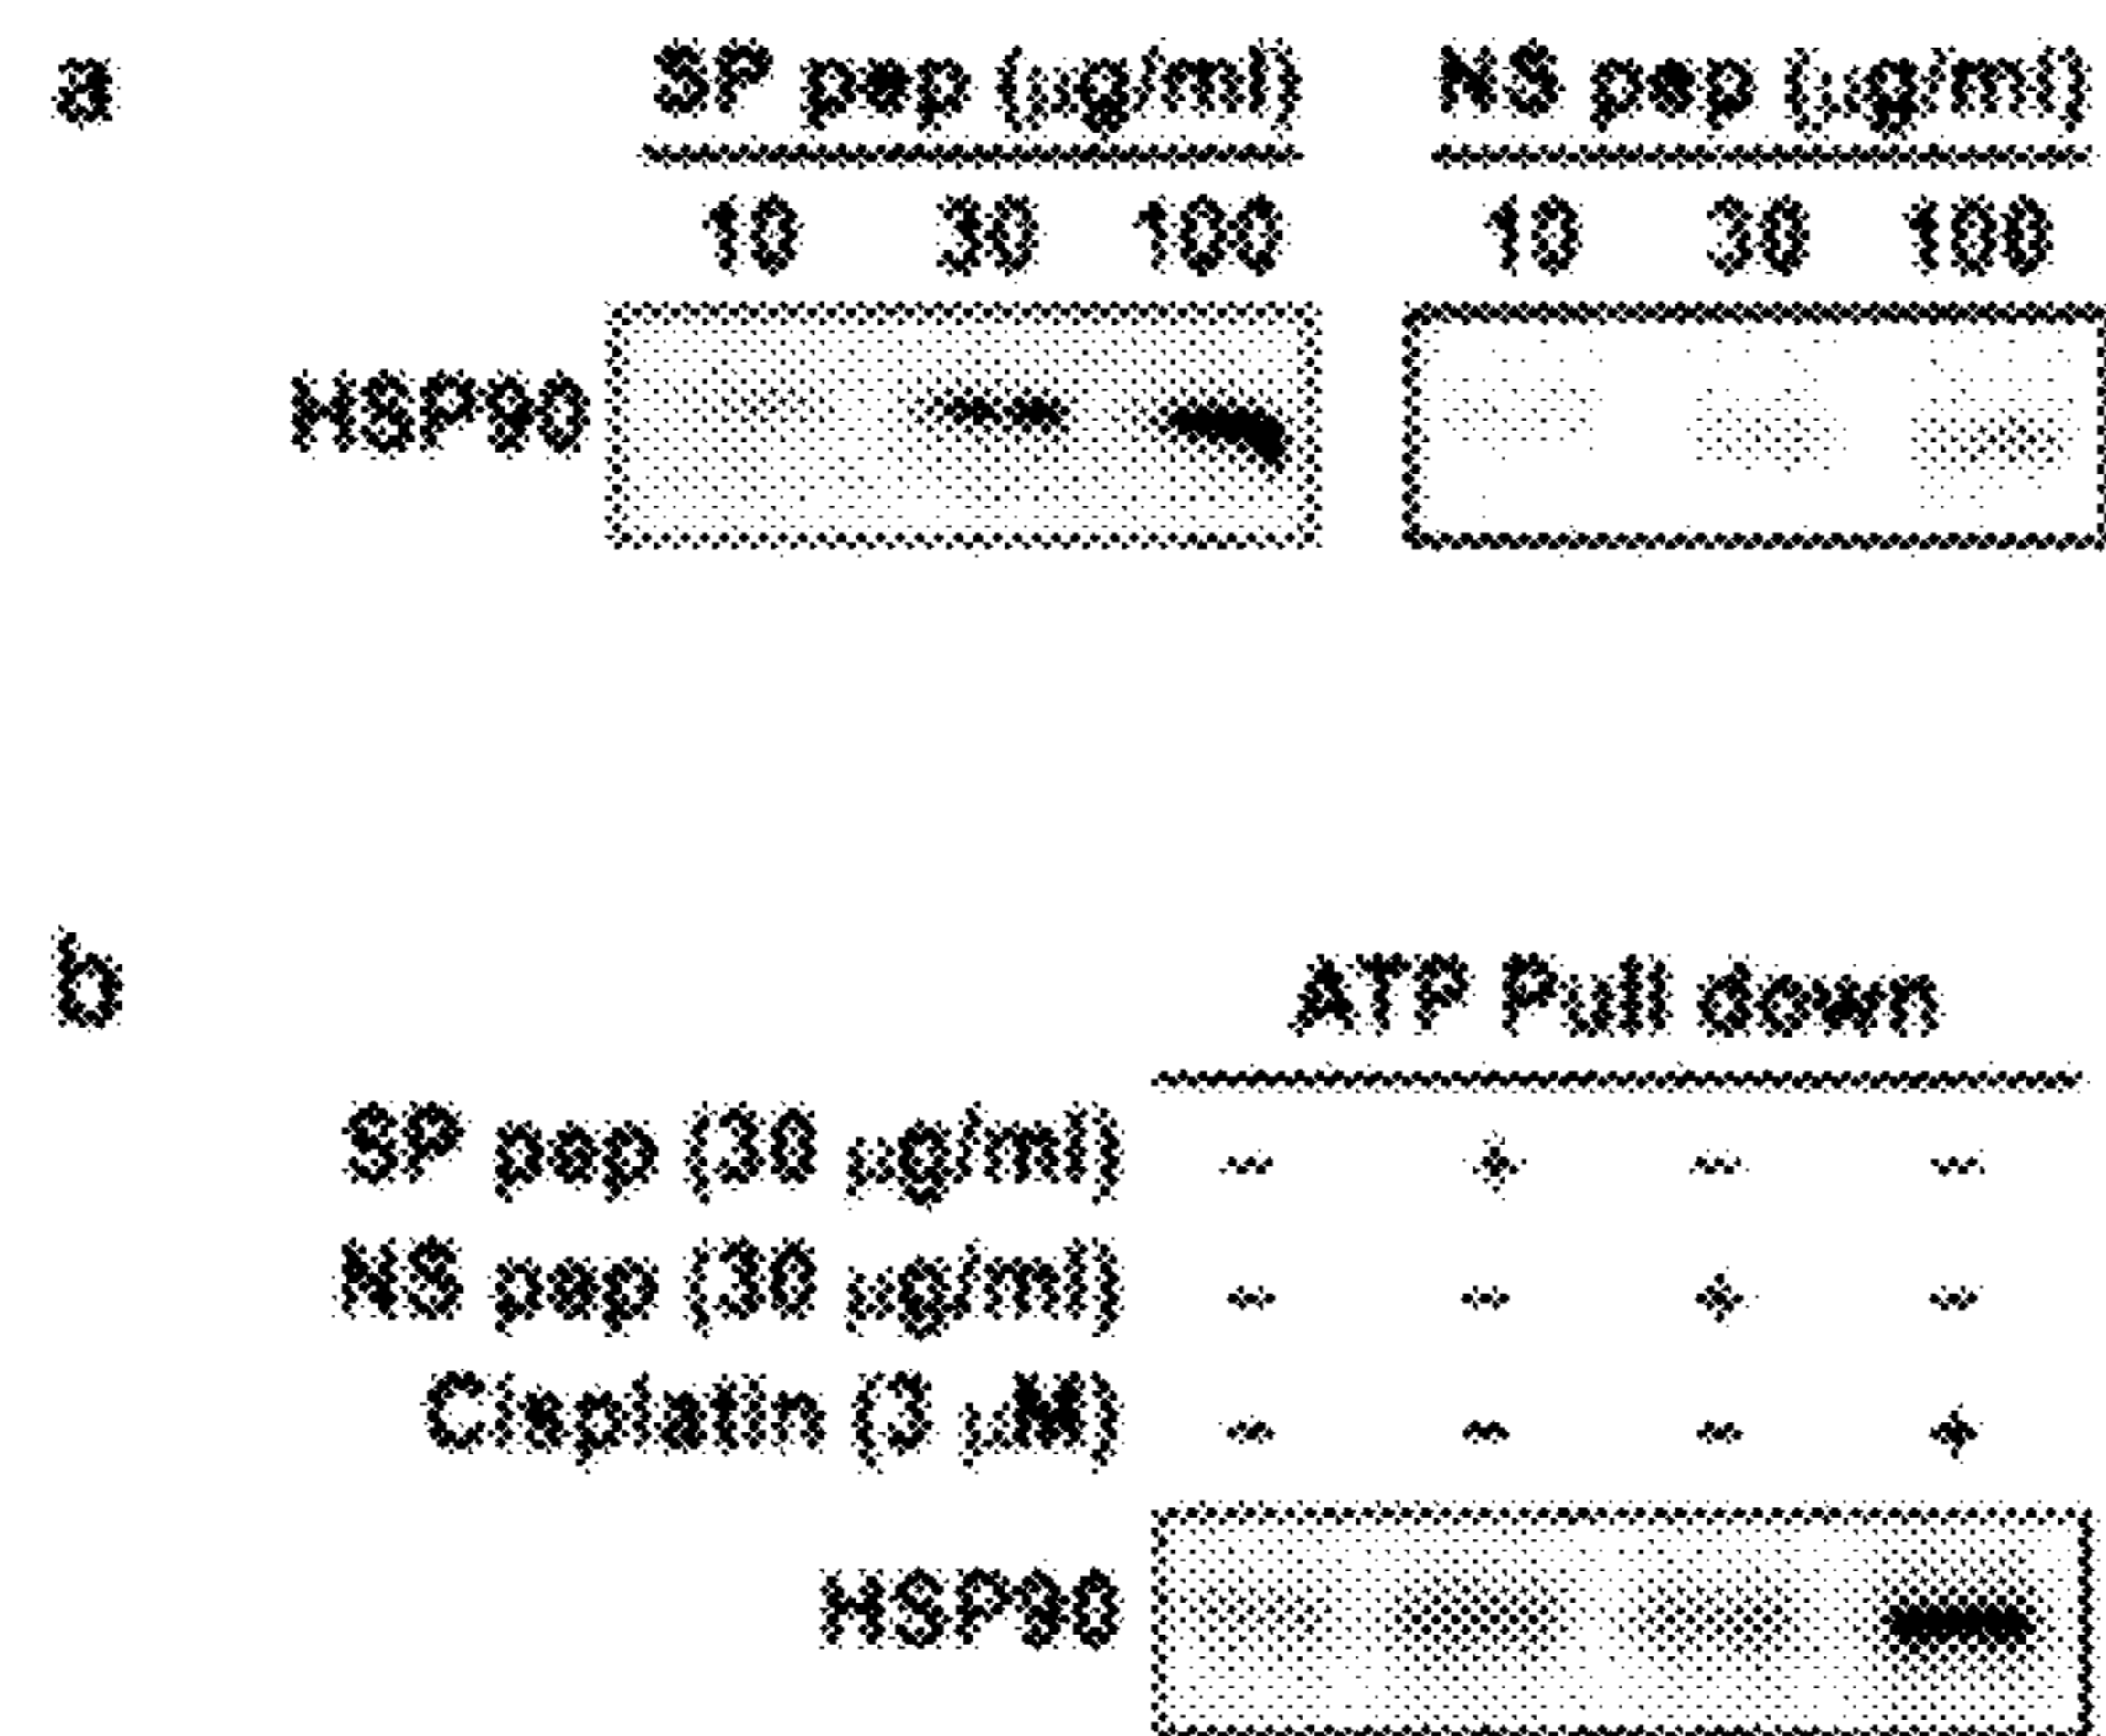 a
SP pep (µg/ml) NS pep (µg/ml)
10 30 100 10 30 100
HSP90
b
ATP Pull down
SP pep (30 µg/ml) - + - -
NS pep (30 µg/ml) - - + -
Cisplatin (3 µM) - - - +
HSP90